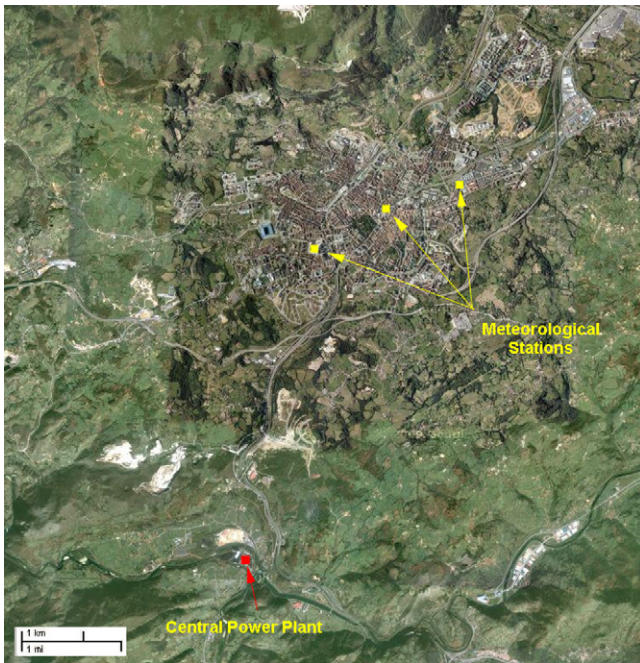 Meteorological
Stations
Central Power Plant
1 km
1 mi